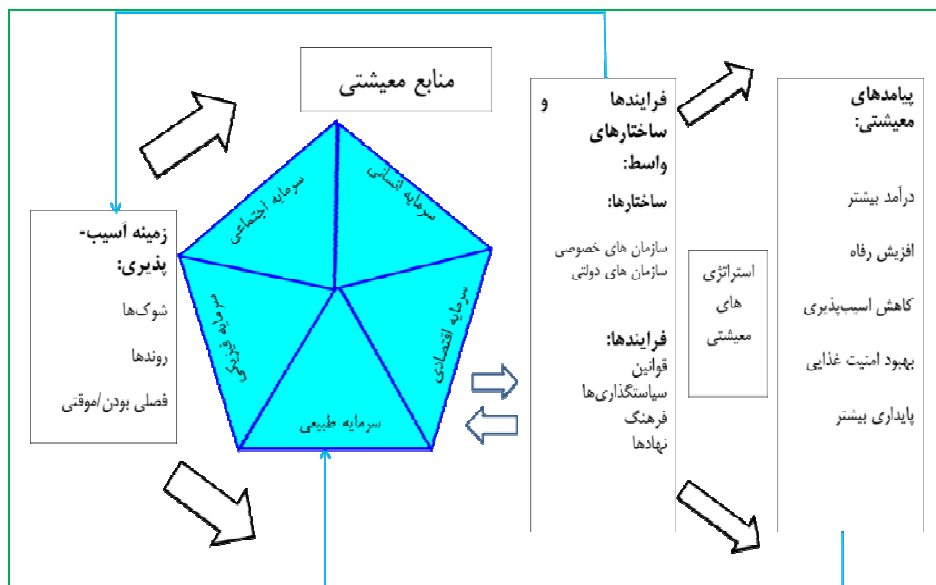 منابع معیشتی
سرمایه انسانی
سرمایه اجتماعی
سرمایه اقتصادی
سرمایه فیزیکی
سرمایه طبیعی
زمینه آسیب-
پذیری:
شوک‌ها
روندها
فصلی بودن/موقتی
فرایندها و
ساختارهای
واسط:
ساختارها:
سازمان های خصوصی
سازمان های دولتی
فرایندها:
قوانین
سیاستگذاری‌ها
فرهنگ
نهادها
استراتژی
های
معیشتی
پیامدهای
معیشتی:
درآمد بیشتر
افزیش رفاه
کاهش اسیب‌پذیری
بهبود امنیت غذایی
پایداری بیشتر